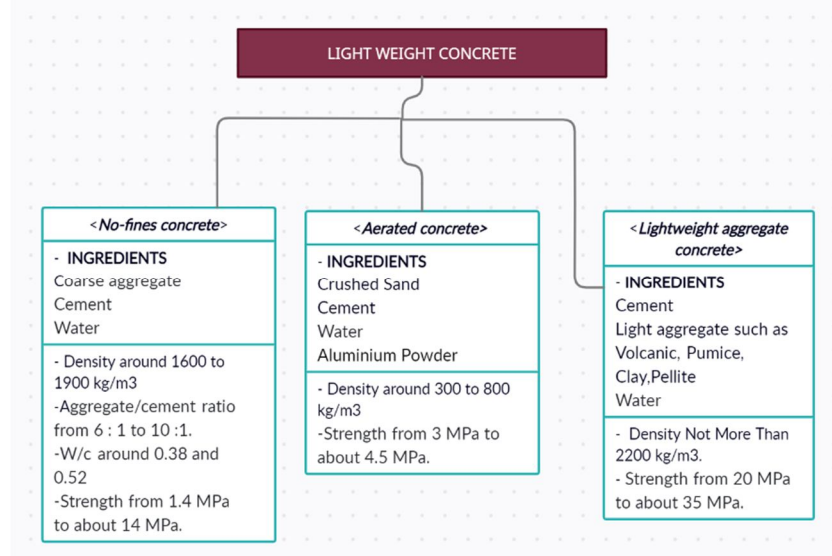 LIGHT WEIGHT CONCRETE
<No-fines concrete>
- INGREDIENTS
Coarse aggregate
Cement
Water
- Density around 1600 to
1900 kg/m3
-Aggregate/cement ratio
from 6 : 1 to 10 :1.
-W/c around 0.38 and
0.52
-Strength from 1.4 MPa
to about 14 MPa.
<Aerated concrete>
- INGREDIENTS
Crushed Sand
Cement
Water
Aluminium Powder
- Density around 300 to 800
kg/m3
-Strength from 3 MPa to
about 4.5 MPa.
<Lightweight aggregate
concrete>
- INGREDIENTS
Cement
Light aggregate such as
Volcanic, Pumice,
Clay,Pellite
Water
- Density Not More Than
2200 kg/m3.
- Strength from 20 MPa
to about 35 MPa.